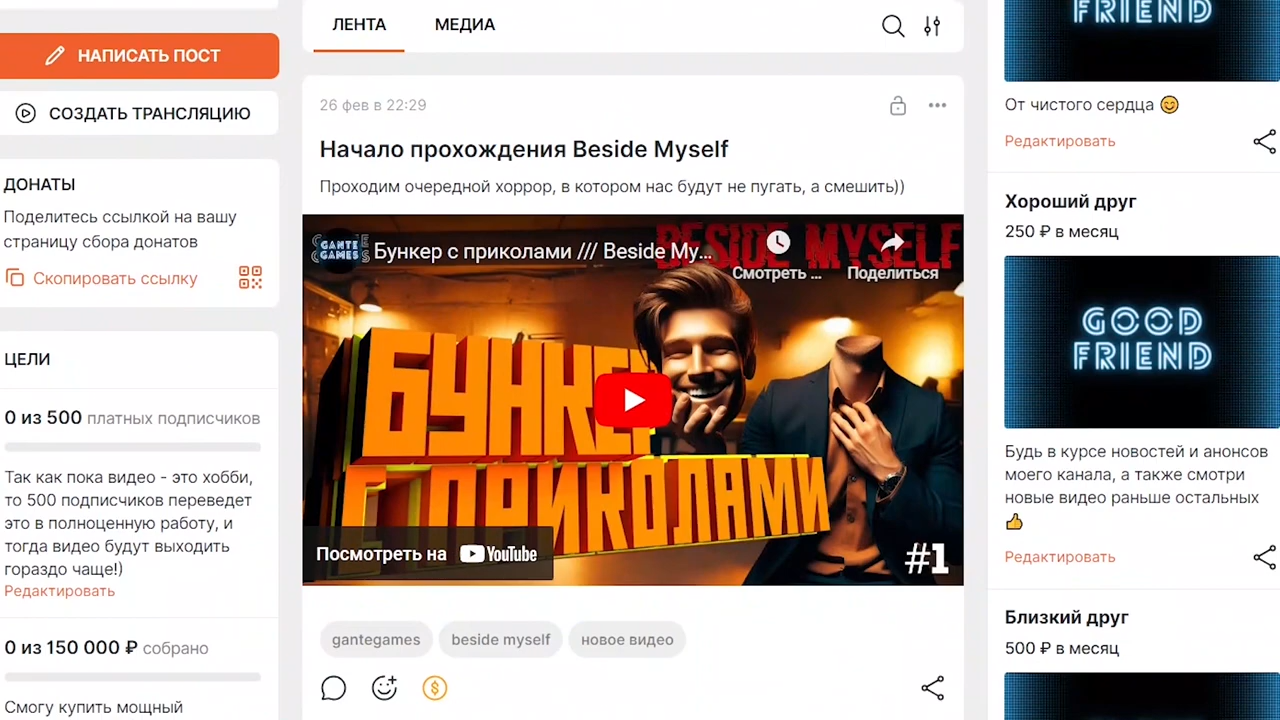 НАПИСАТЬ ПОСТ
СОЗДАТЬ ТРАНСЛЯЦИЮ
ДОНАТЫ
Поделитесь ссылкой на вашу
страницу сбора донатов
Скопировать ссылку
ЦЕЛИ
0 из 500 платных подписчиков
Так как пока видео - это хобби,
то 500 подписчиков переведет
это в полноценную работу, и
тогда видео будут выходить
гораздо чаще!)
Редактировать
0 из 150 000 ₽ собрано
Смогу купить мощный
ЛЕНТА
МЕДИА
26 фев в 22:29
Начало прохождения Beside Myself
Проходим очередной хоррор, в котором нас будут не пугать, а смешить))
GANTE
GAMES
Бункер с приколами /// Beside My...
BESIDE MYSELF
Смотреть ...
Поделиться
БУНКЕР
С ПРИКОЛАМИ
Посмотреть на YouTube
#1
gantegames
beside myself
новое видео
FRIEND
От чистого сердца 😊
Редактировать
Хороший друг
250 ₽ в месяц
GOOD
FRIEND
Будь в курсе новостей и анонсов
моего канала, а также смотри
новые видео раньше остальных
👍
Редактировать
Близкий друг
500 ₽ в месяц